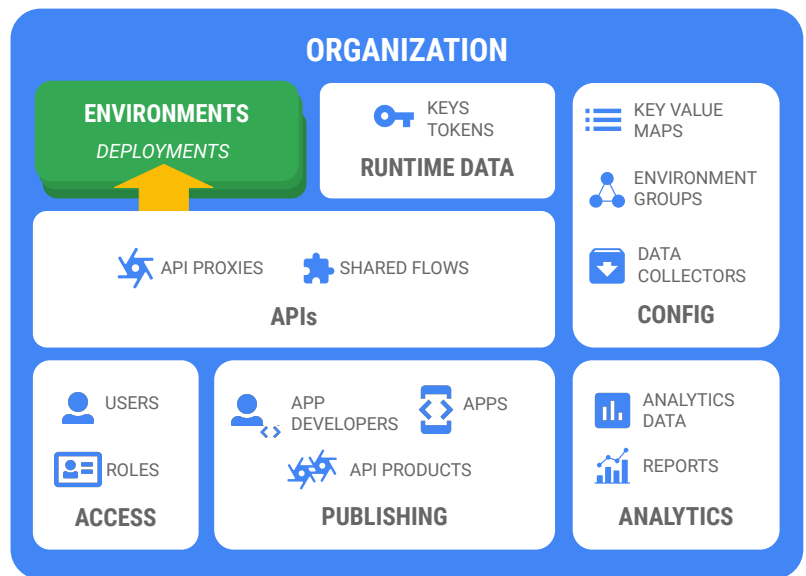 ORGANIZATION
ENVIRONMENTS
DEPLOYMENTS
KEYS
TOKENS
RUNTIME DATA
KEY VALUE
MAPS
ENVIRONMENT
GROUPS
DATA
COLLECTORS
CONFIG
API PROXIES
SHARED FLOWS
APIs
USERS
ROLES
ACCESS
APP
DEVELOPERS
APPS
API PRODUCTS
PUBLISHING
ANALYTICS
DATA
REPORTS
ANALYTICS